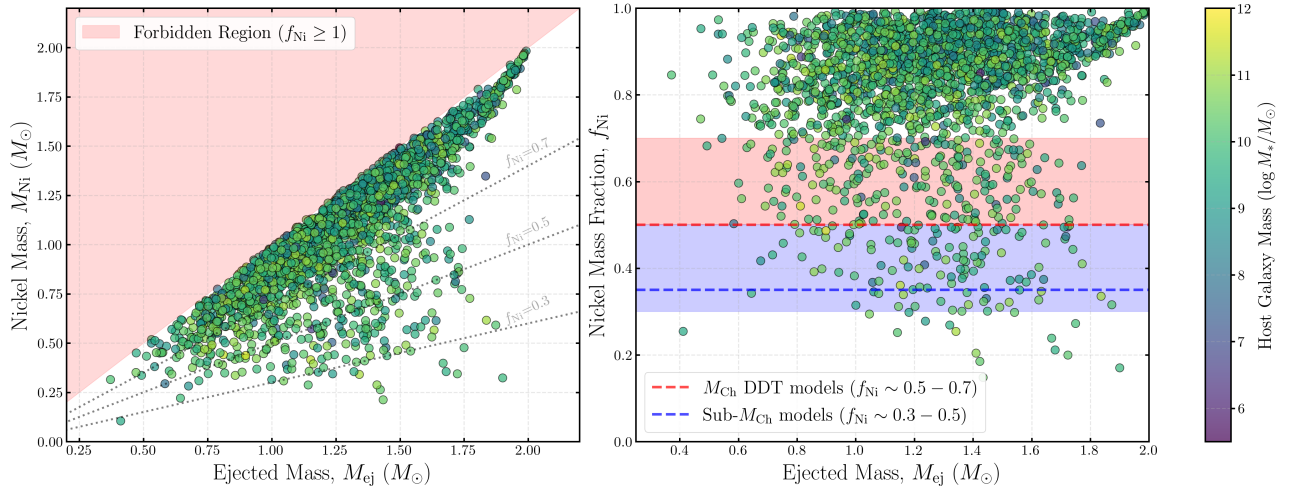 Forbidden Region (f_Ni ≥ 1)
f_Ni=0.7
f_Ni=0.5
f_Ni=0.3
Nickel Mass, M_Ni (M_⊙)
2.00
1.75
1.50
1.25
1.00
0.75
0.50
0.25
0.00
0.25 0.50 0.75 1.00 1.25 1.50 1.75 2.00
Ejected Mass, M_ej (M_⊙)
Nickel Mass Fraction, f_Ni
1.0
0.8
0.6
0.4
0.2
0.0
M_Ch DDT models (f_Ni ∼ 0.5 − 0.7)
Sub-M_Ch models (f_Ni ∼ 0.3 − 0.5)
0.4 0.6 0.8 1.0 1.2 1.4 1.6 1.8 2.0
Ejected Mass, M_ej (M_⊙)
12
11
10
9
8
7
6
Host Galaxy Mass (log M_*/M_⊙)